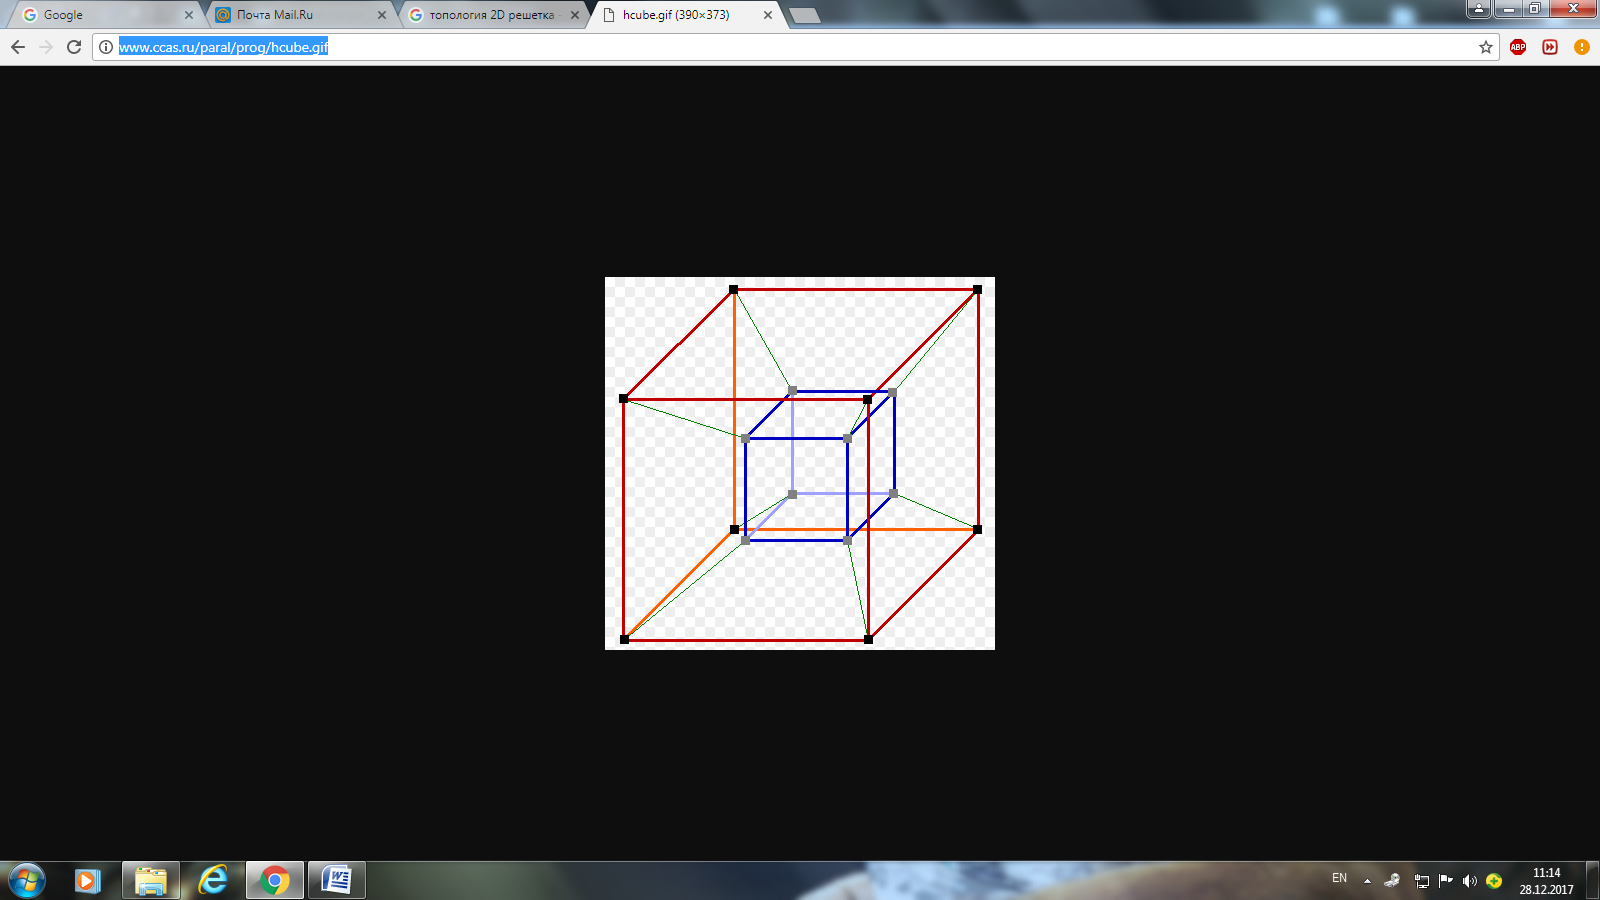 Google
Почта Mail.Ru
топология 2D решетка -
hcube.gif (390×373)
www.ccas.ru/paral/prog/hcube.gif
ABP
EN
11:14
28.12.2017